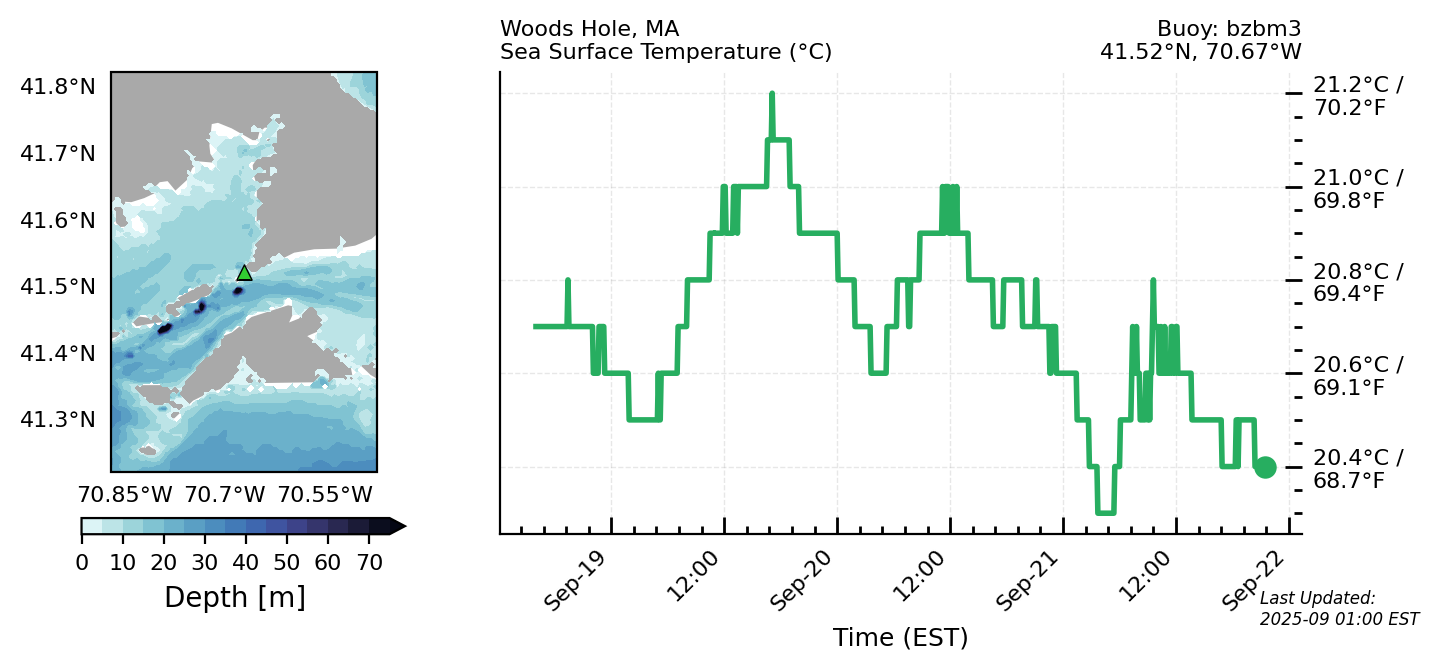 Woods Hole, MA
Sea Surface Temperature (°C)
Buoy: bzbm3
41.52°N, 70.67°W
41.8°N
41.7°N
41.6°N
41.5°N
41.4°N
41.3°N
70.85°W 70.7°W 70.55°W
0 10 20 30 40 50 60 70
Depth [m]
21.2°C /
70.2°F
21.0°C /
69.8°F
20.8°C /
69.4°F
20.6°C /
69.1°F
20.4°C /
68.7°F
Sep-19 12:00 Sep-20 12:00 Sep-21 12:00 Sep-22
Time (EST)
Last Updated:
2025-09 01:00 EST